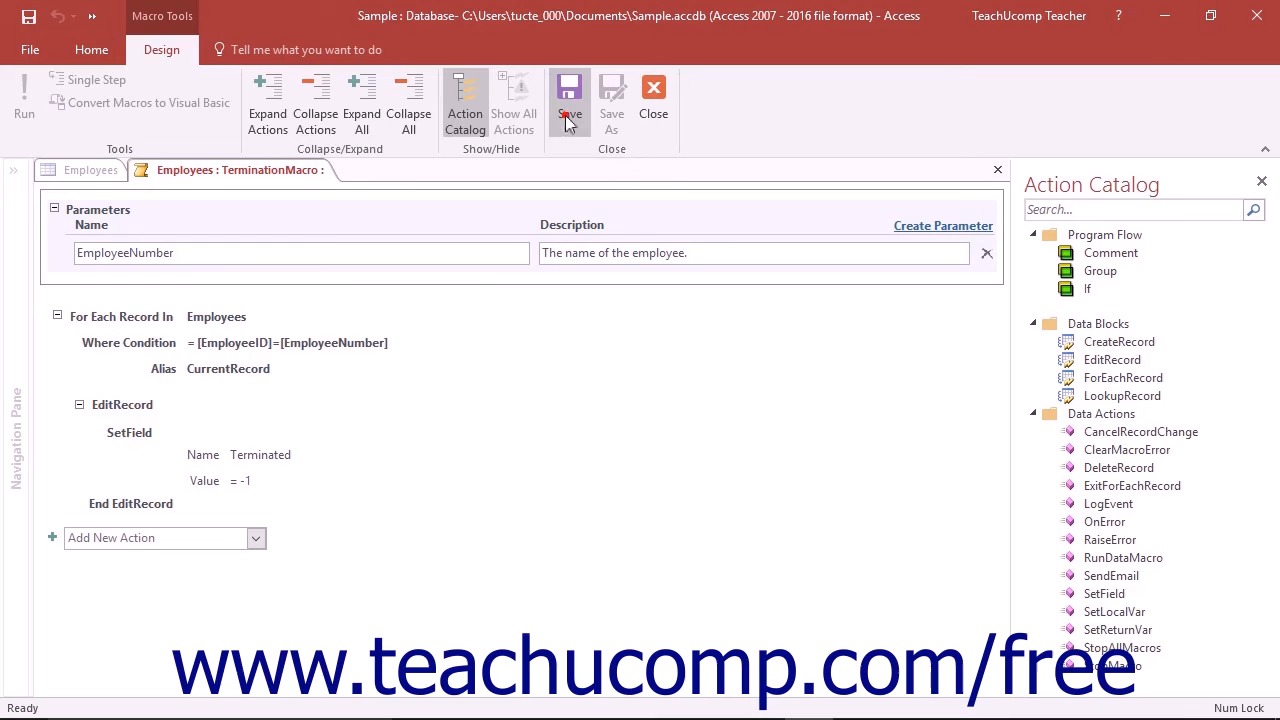 Macro Tools
Sample : Database- C:\Users\tucte_000\Documents\Sample.accdb (Access 2007 - 2016 file format) - Access
TeachUcomp Teacher
?
File
Home
Design
Tell me what you want to do
Run
Single Step
Convert Macros to Visual Basic
Tools
Expand Actions
Collapse Actions
Expand All
Collapse All
Collapse/Expand
Action Catalog
Show All Actions
Show/Hide
Save
Save As
Close
Close
Employees
Employees : TerminationMacro :
Navigation Pane
Parameters
Name
Description
Create Parameter
EmployeeNumber
The name of the employee.
For Each Record In Employees
Where Condition = [EmployeeID]=[EmployeeNumber]
Alias CurrentRecord
EditRecord
SetField
Name Terminated
Value = -1
End EditRecord
Add New Action
Action Catalog
Search...
Program Flow
Comment
Group
If
Data Blocks
CreateRecord
EditRecord
ForEachRecord
LookupRecord
Data Actions
CancelRecordChange
ClearMacroError
DeleteRecord
ExitForEachRecord
LogEvent
OnError
RaiseError
RunDataMacro
SendEmail
SetField
SetLocalVar
SetReturnVar
StopAllMacros
StopMacro
www.teachucomp.com/free
Ready
Num Lock